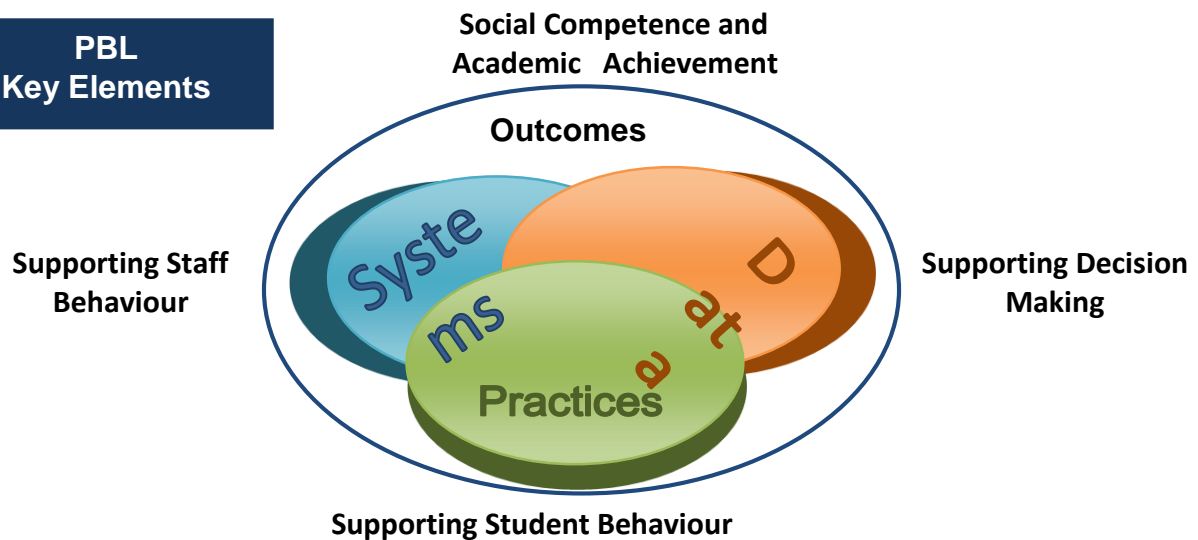 PBL
Key Elements
Social Competence and
Academic Achievement
Outcomes
Syste
ms
D
at
a
Practices
Supporting Staff
Behaviour
Supporting Decision
Making
Supporting Student Behaviour